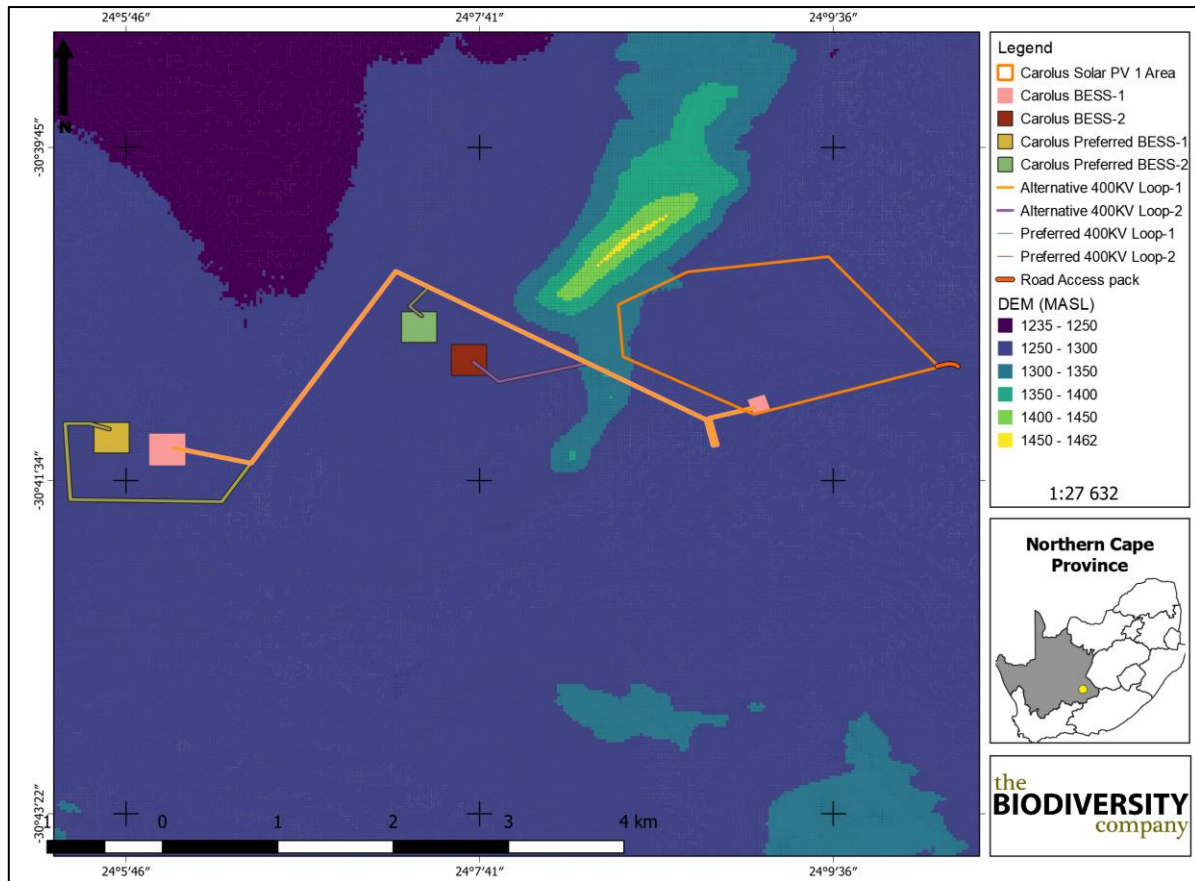 24°5'46"
24°7'41"
24°9'36"
-30°39'45"
-30°41'34"
-30°43'22"
N
1
0
1
2
3
4 km
24°5'46"
24°7'41"
24°9'36"
Legend
Carolus Solar PV 1 Area
Carolus BESS-1
Carolus BESS-2
Carolus Preferred BESS-1
Carolus Preferred BESS-2
Alternative 400KV Loop-1
Alternative 400KV Loop-2
Preferred 400KV Loop-1
Preferred 400KV Loop-2
Road Access pack
DEM (MASL)
1235 - 1250
1250 - 1300
1300 - 1350
1350 - 1400
1400 - 1450
1450 - 1462
1:27 632
Northern Cape
Province
the
BIODIVERSITY
company